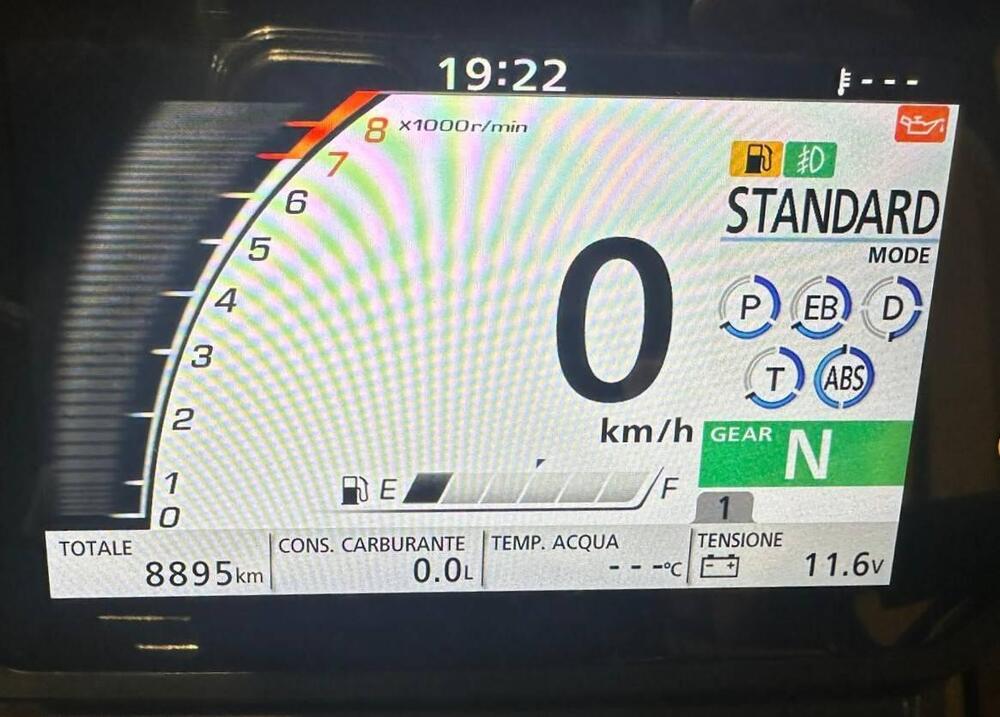 19:22
---
8 x1000r/min
7
6
5
4
3
2
1
0
STANDARD
MODE
P EB D
T ABS
0
km/h
GEAR N
1
E F
TOTALE
8895km
CONS. CARBURANTE
0.0L
TEMP. ACQUA
---°C
TENSIONE
- +
11.6V